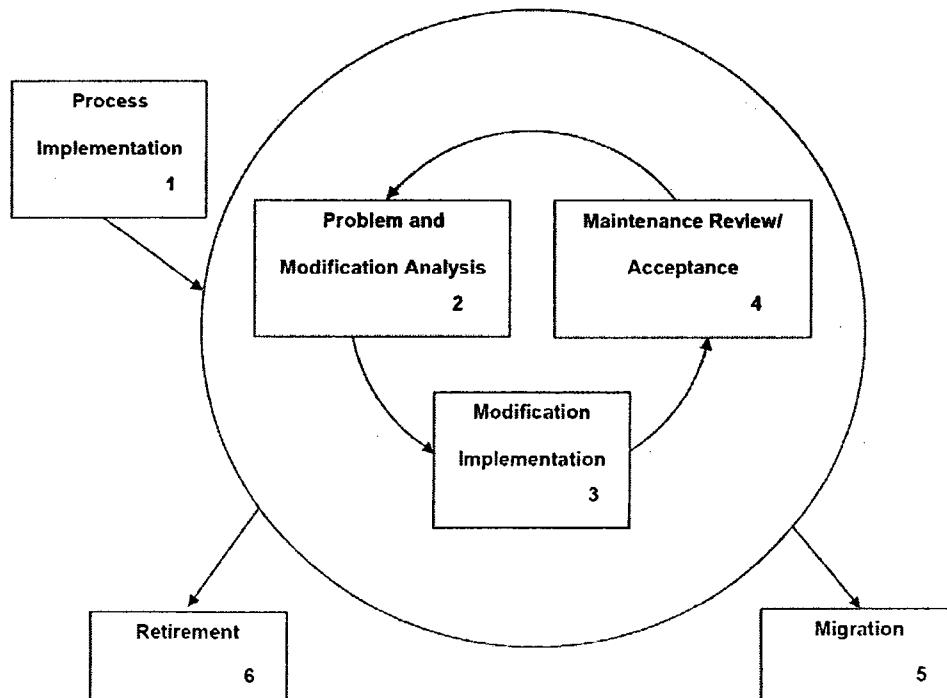 Process
Implementation
1
Problem and
Modification Analysis
2
Maintenance Review/
Acceptance
4
Modification
Implementation
3
Retirement
6
Migration
5